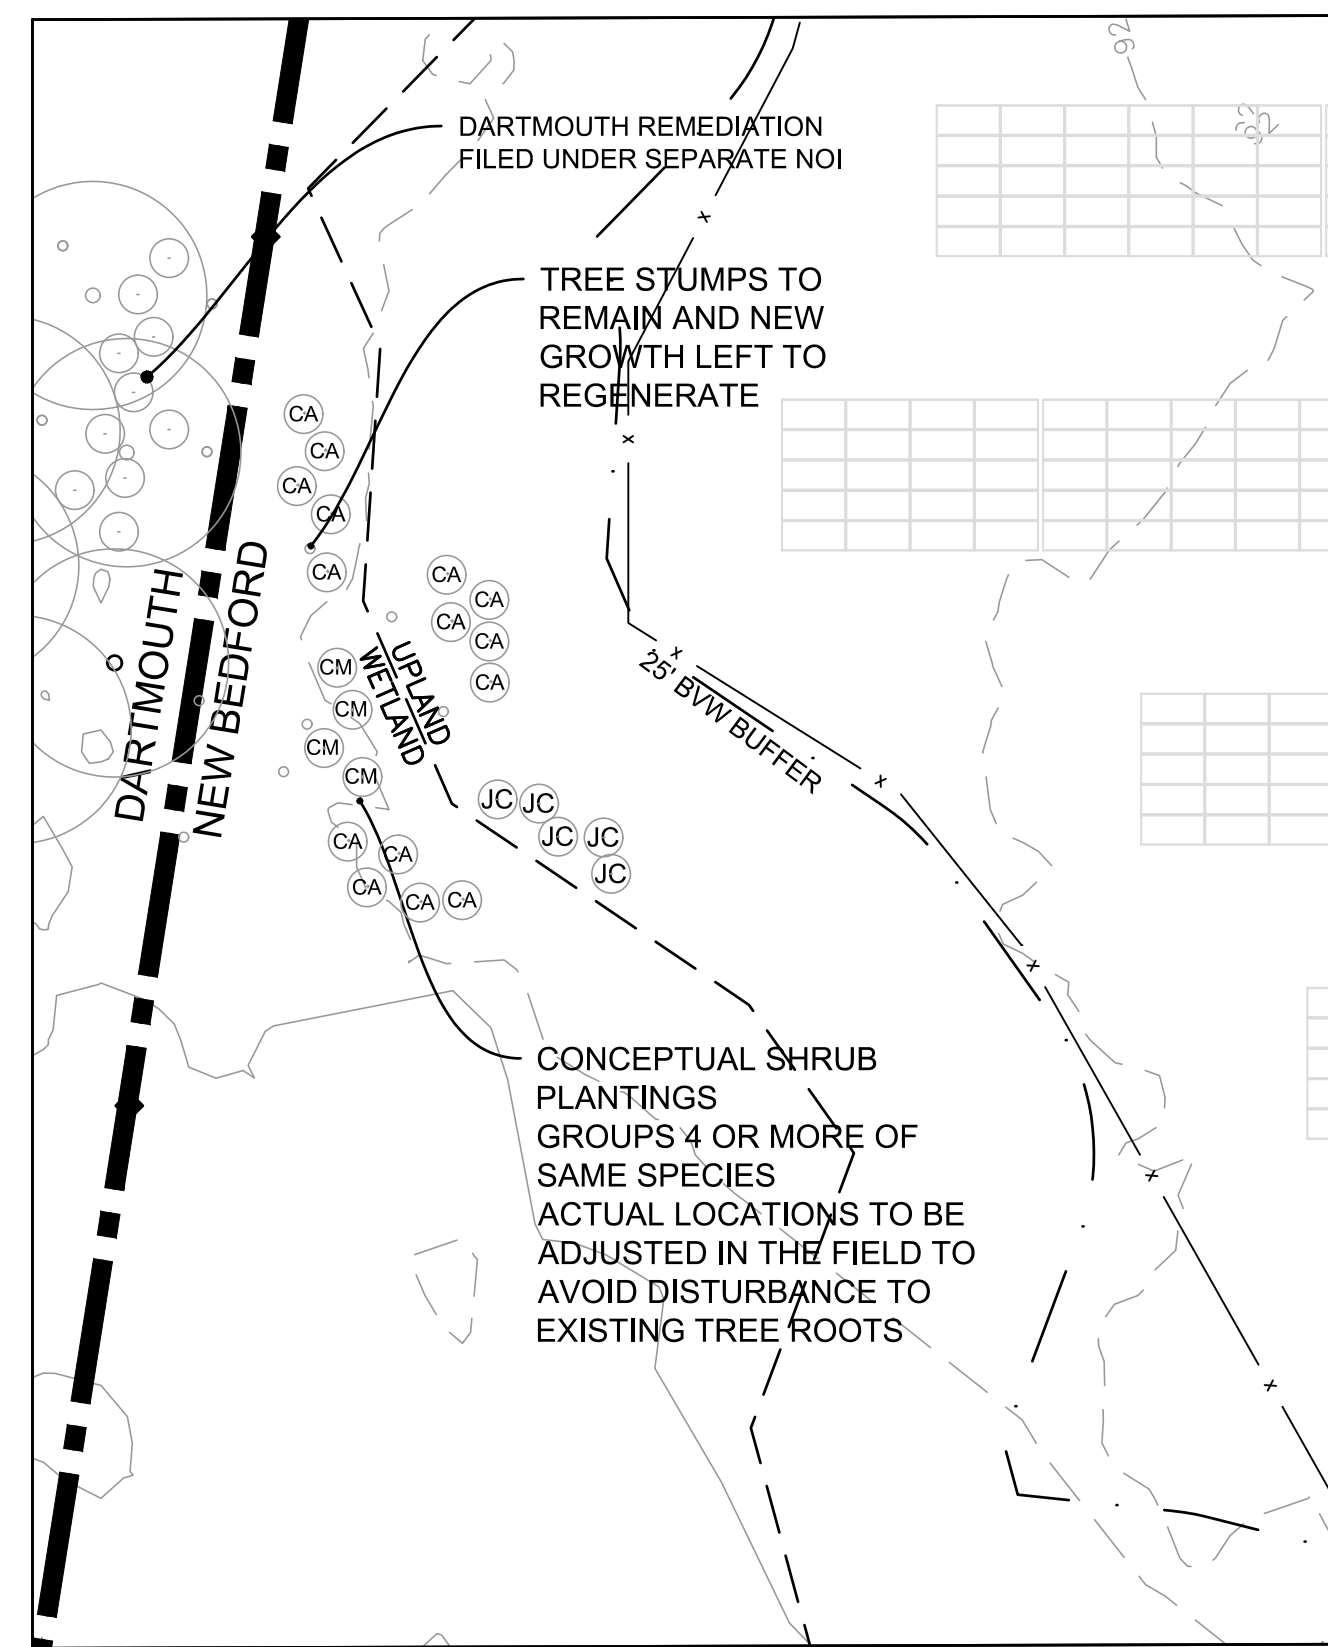 92
92
92
DARTMOUTH REMEDIATION
FILED UNDER SEPARATE NOI
x
TREE STUMPS TO
REMAIN AND NEW
GROWTH LEFT TO
REGENERATE
CA
CA
x
CA
CA
CA
CA
CA
CA
CA
CA
DARTMOUTH
NEW BEDFORD
UPLAND
WETLAND
x
25' BVW BUFFER
x
CM
CM
CM
CM
JC
JC
JC
JC
JC
CA
CA
CA
CA
CA
x
CONCEPTUAL SHRUB
PLANTINGS
GROUPS 4 OR MORE OF
SAME SPECIES
ACTUAL LOCATIONS TO BE
ADJUSTED IN THE FIELD TO
AVOID DISTURBANCE TO
EXISTING TREE ROOTS
x
x